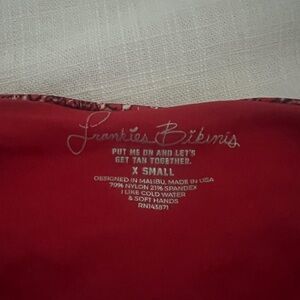 Frankies Bikinis
PUT ME ON AND LET'S
GET TAN TOGETHER.
X SMALL
DESIGNED IN MALIBU, MADE IN USA
79% NYLON 21% SPANDEX
I LIKE COLD WATER
& SOFT HANDS
RN143871